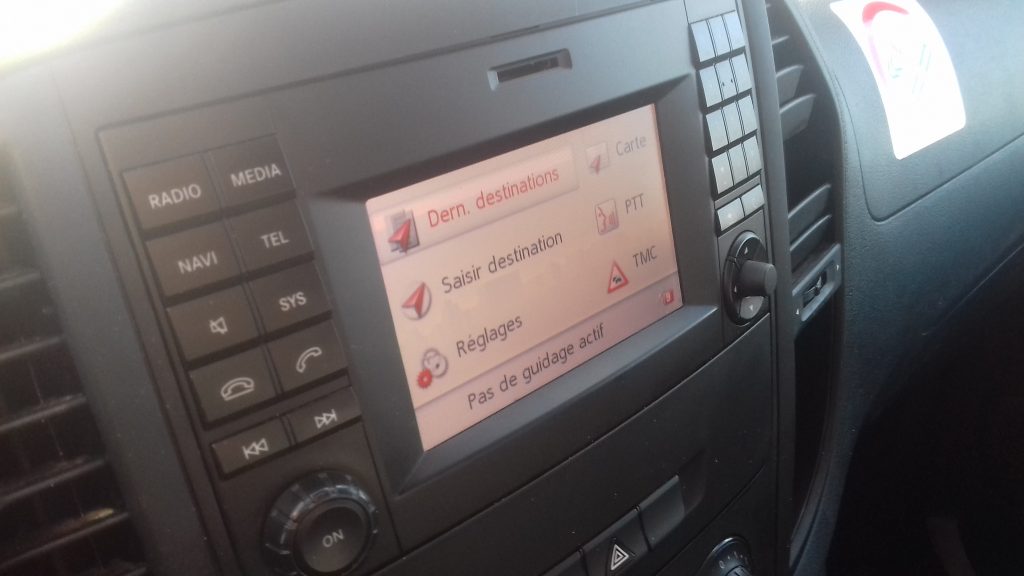 RADIO
MEDIA
NAVI
TEL
SYS
ON
Dern. destinations
Saisir destination
Réglages
Carte
PTT
TMC
Pas de guidage actif